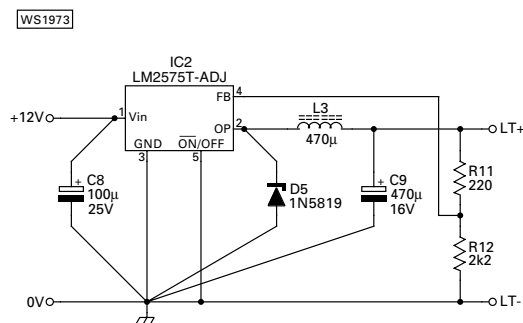 WS1973
IC2
LM2575T-ADJ
FB 4
+12V 1 Vin
OP 2
L3
470µ
LT+
GND ON/OFF
3 5
C8
+ 100µ
25V
D5
1N5819
C9
+ 470µ
16V
R11
220
R12
2k2
0V
LT-